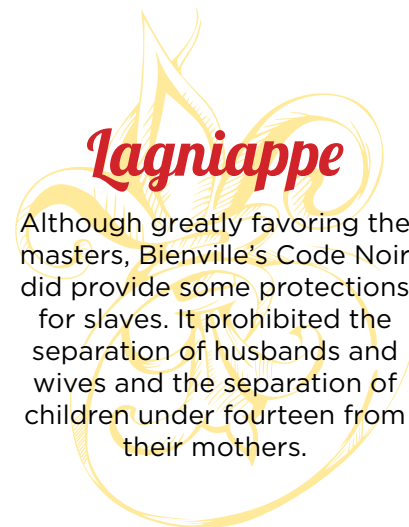 Lagniappe
Although greatly favoring the
masters, Bienville’s Code Noir
did provide some protections
for slaves. It prohibited the
separation of husbands and
wives and the separation of
children under fourteen from
their mothers.